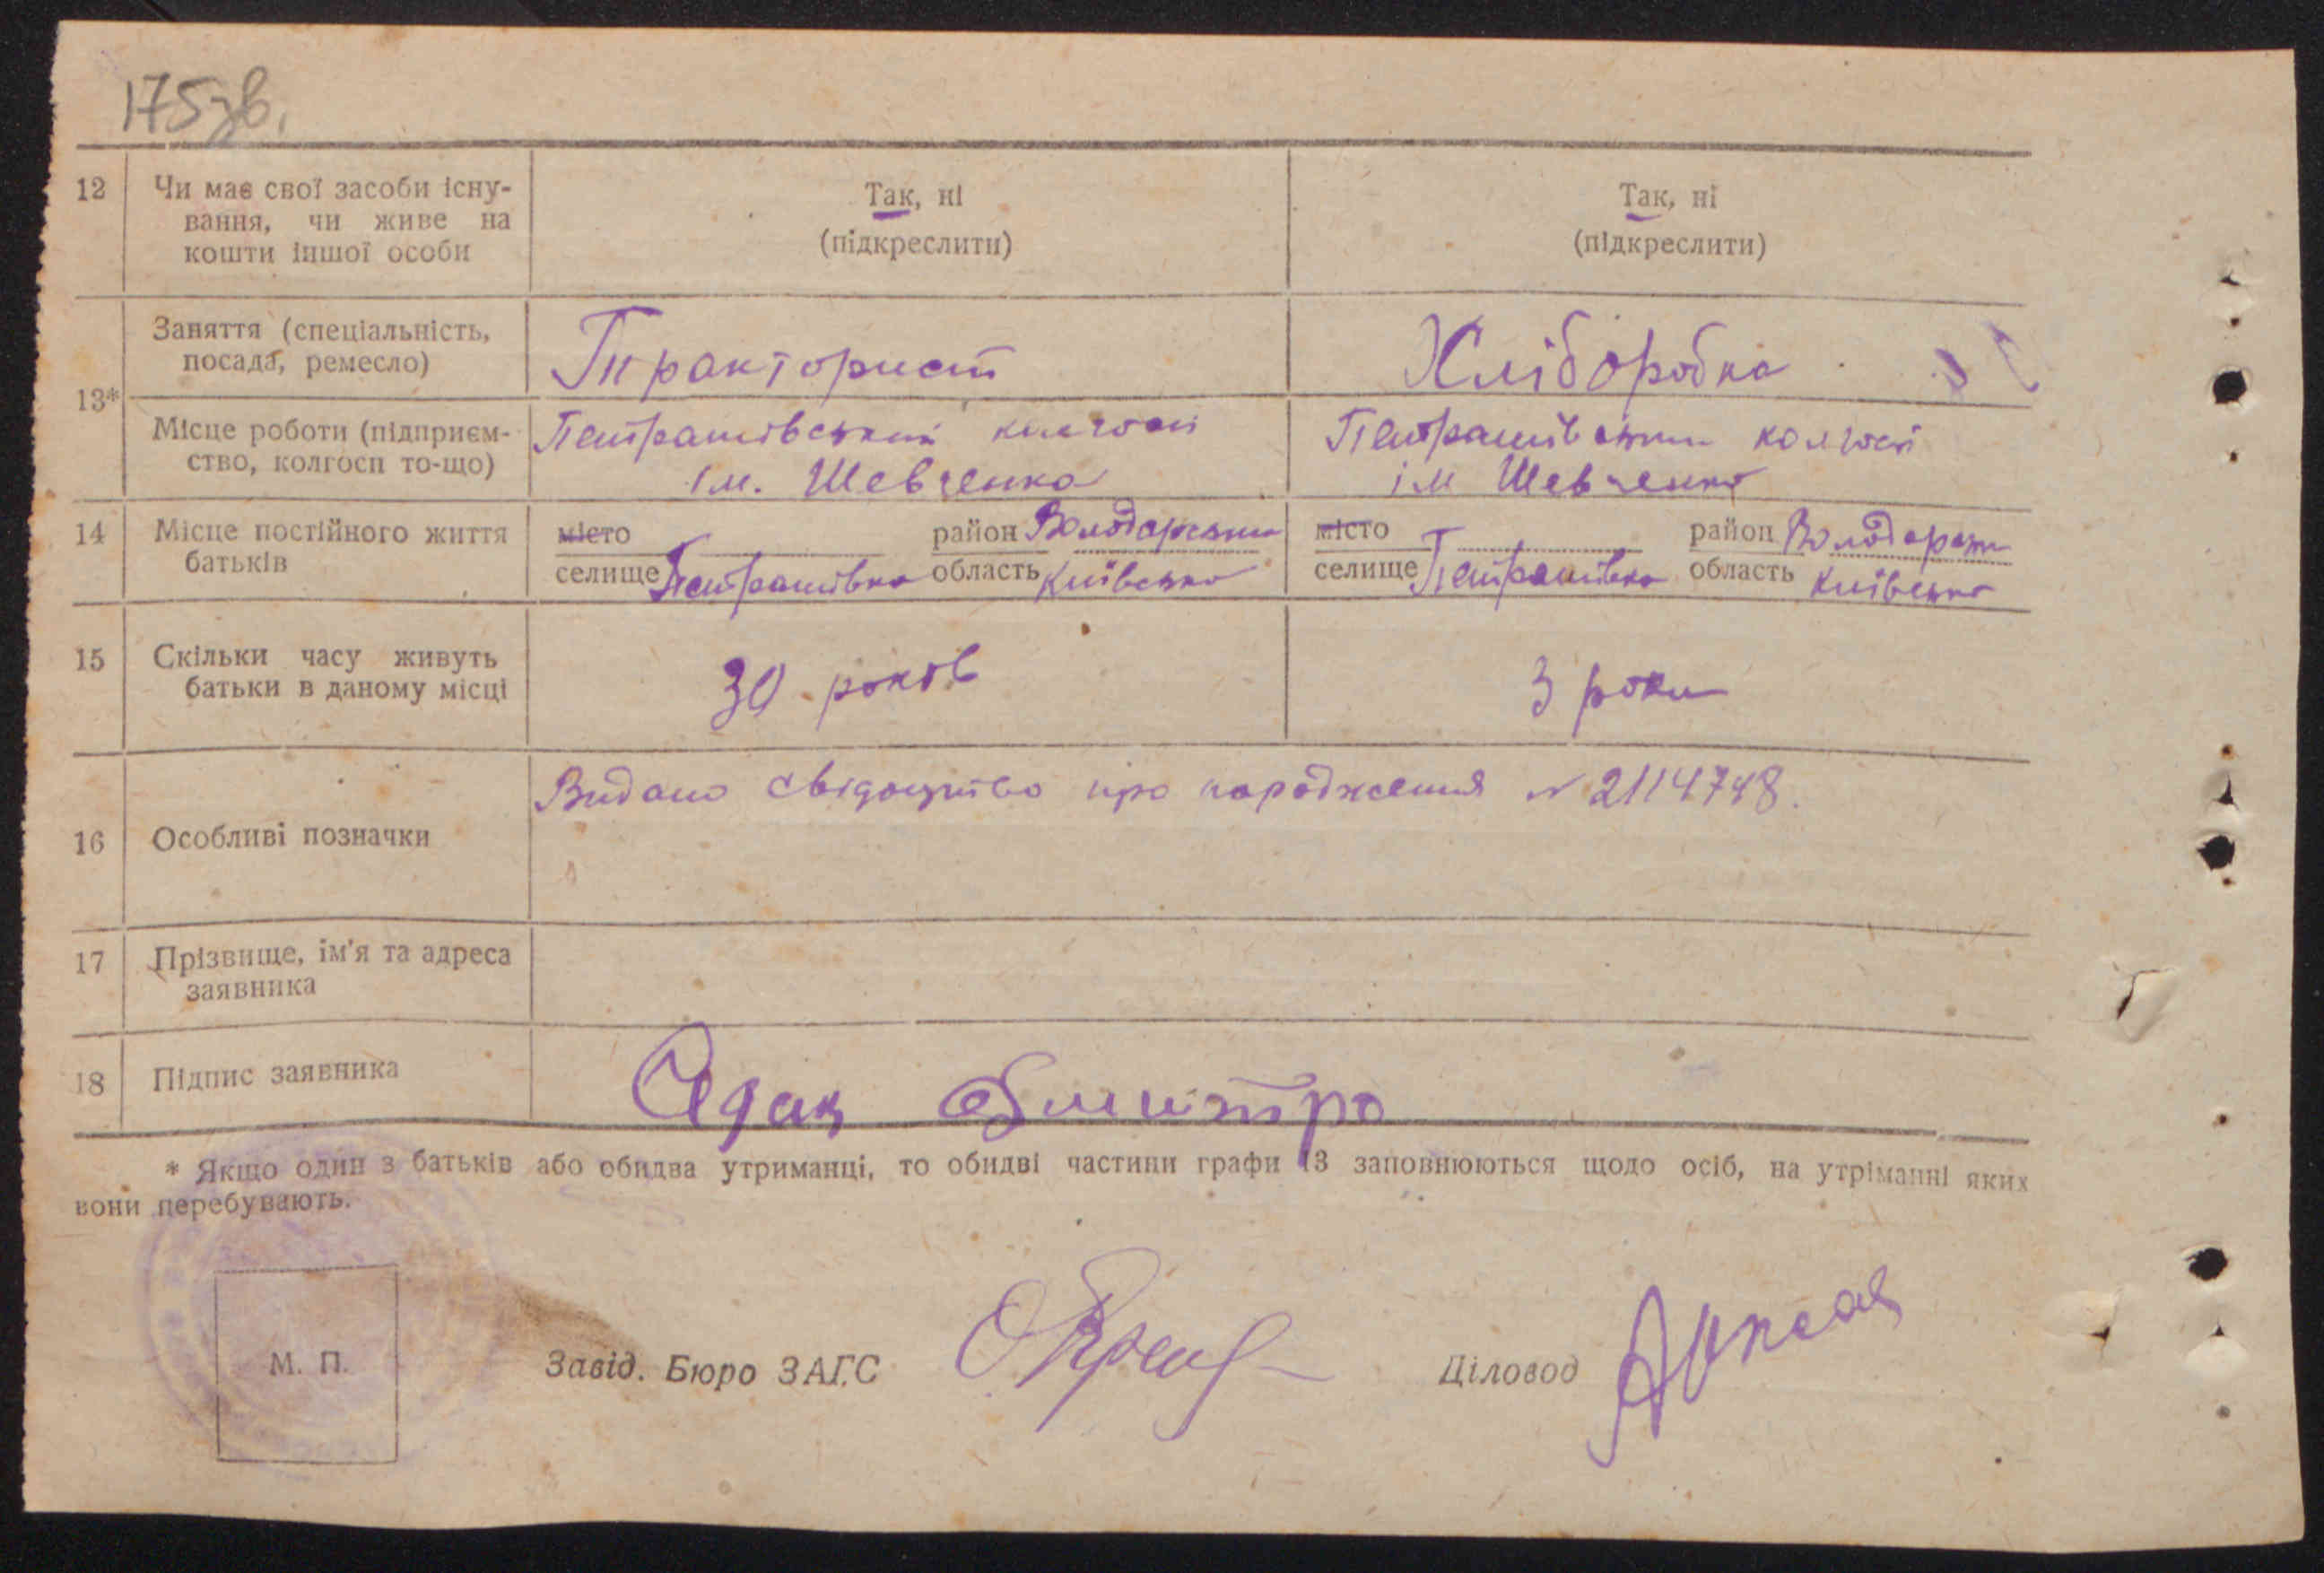 175зв.
12 Чи має свої засоби існу-
вання, чи живе на
кошти іншої особи
Так, ні
(підкреслити)
Так, ні
(підкреслити)
13*
Заняття (спеціальність,
посада, ремесло)
Тракторист
Хліборобка
Місце роботи (підприєм-
ство, колгосп то-що)
Петрашівський колгосп
ім. Шевченка
Петрашівський колгосп
ім Шевченка
14 Місце постійного життя
батьків
місто район Володарський
селище Петрашівка область Київська
місто район Володарськ
селище Петрашівка область Київська
15 Скільки часу живуть
батьки в даному місці
30 років
3 роки
16 Особливі позначки
Видано свідоцтво про народження № 2114748.
17 Прізвище, ім'я та адреса
заявника
18 Підпис заявника
Дмитро
* Якщо один з батьків або обидва утриманці, то обидві частини графи 13 заповнюються щодо осіб, на утріманні яких
вони перебувають.
М. П.
Завід. Бюро ЗАГС
Діловод